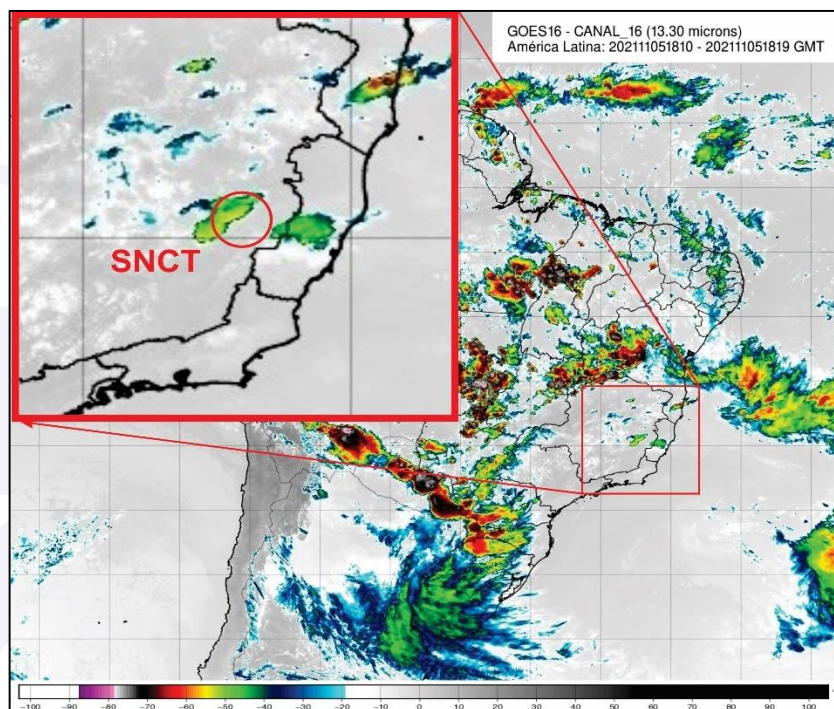 GOES16 - CANAL_16 (13.30 microns)
América Latina: 202111051810 - 202111051819 GMT
SNCT
-100 -90 -80 -70 -60 -50 -40 -30 -20 -10 0 10 20 30 40 50 60 70 80 90 100